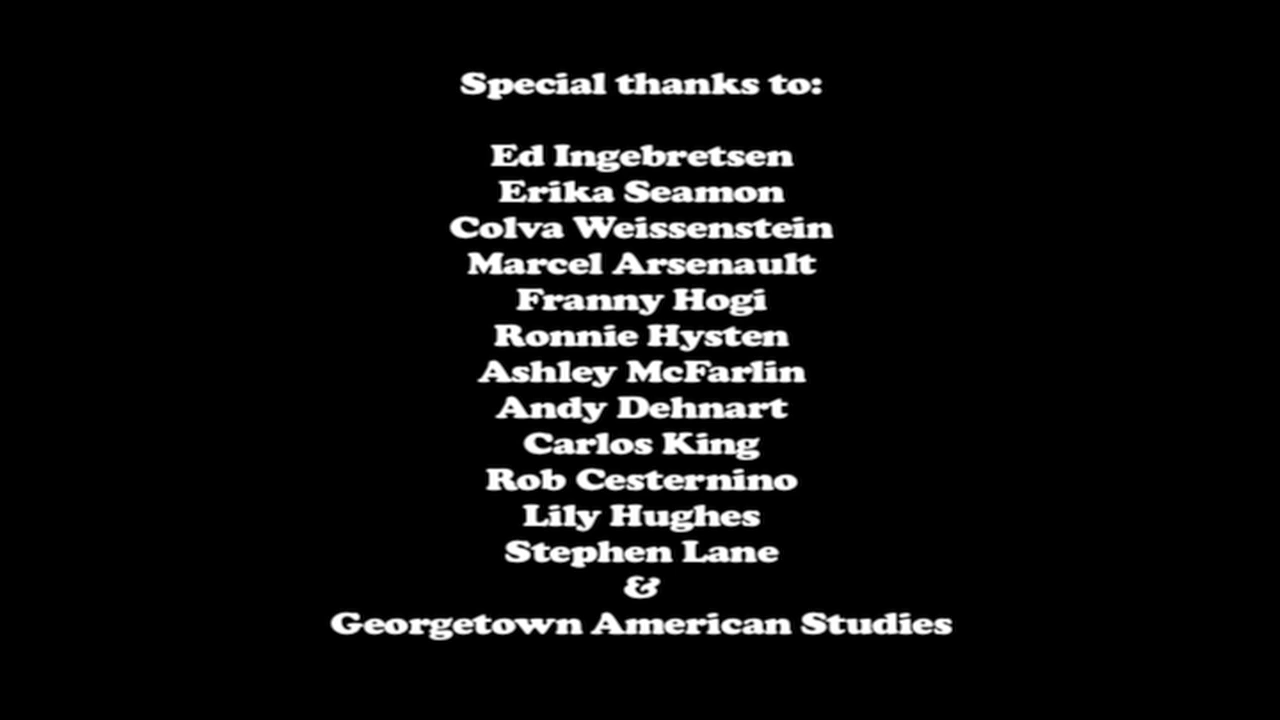 Special thanks to:
Ed Ingebretsen
Erika Seamon
Colva Weissenstein
Marcel Arsenault
Franny Hogi
Ronnie Hysten
Ashley McFarlin
Andy Dehnart
Carlos King
Rob Cesternino
Lily Hughes
Stephen Lane
&
Georgetown American Studies